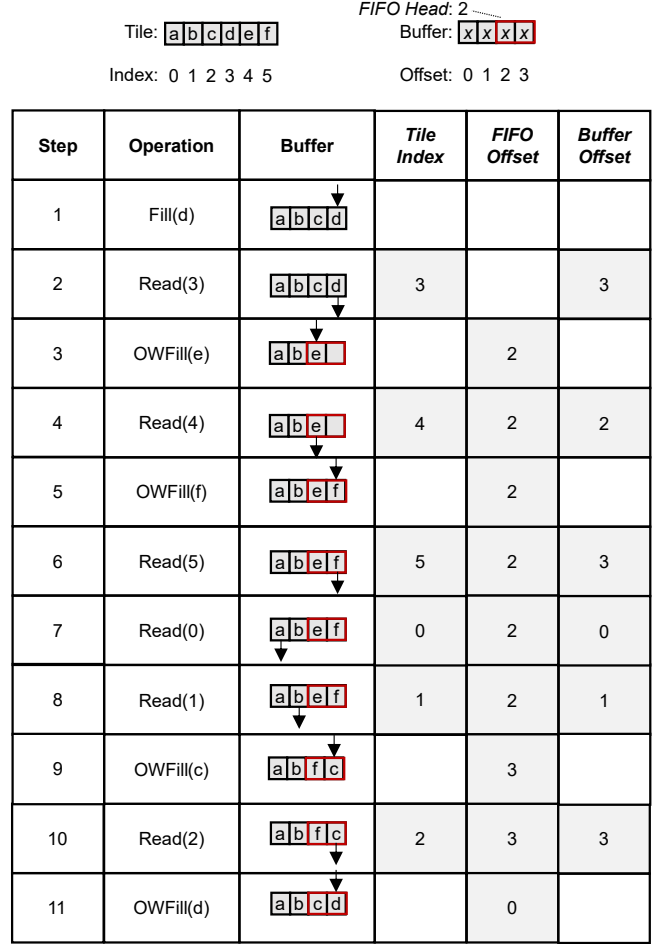 FIFO Head: 2
Tile: a b c d e f
Buffer: x x x x
Index: 0 1 2 3 4 5
Offset: 0 1 2 3
Step Operation Buffer Tile Index FIFO Offset Buffer Offset
1 Fill(d) a b c d
2 Read(3) a b c d 3 3
3 OWFill(e) a b e 2
4 Read(4) a b e 4 2 2
5 OWFill(f) a b e f 2
6 Read(5) a b e f 5 2 3
7 Read(0) a b e f 0 2 0
8 Read(1) a b e f 1 2 1
9 OWFill(c) a b f c 3
10 Read(2) a b f c 2 3 3
11 OWFill(d) a b c d 0